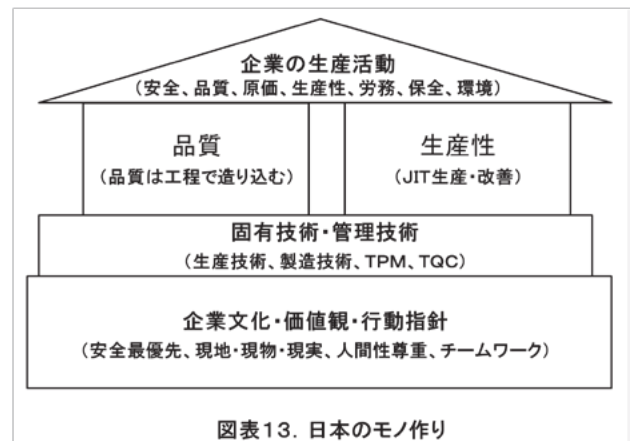 企業の生産活動
(安全、品質、原価、生産性、労務、保全、環境)
品質
(品質は工程で造り込む)
生産性
(JIT生産・改善)
固有技術・管理技術
(生産技術、製造技術、TPM、TQC)
企業文化・価値観・行動指針
(安全最優先、現地・現物・現実、人間性尊重、チームワーク)
図表13. 日本のモノ作り